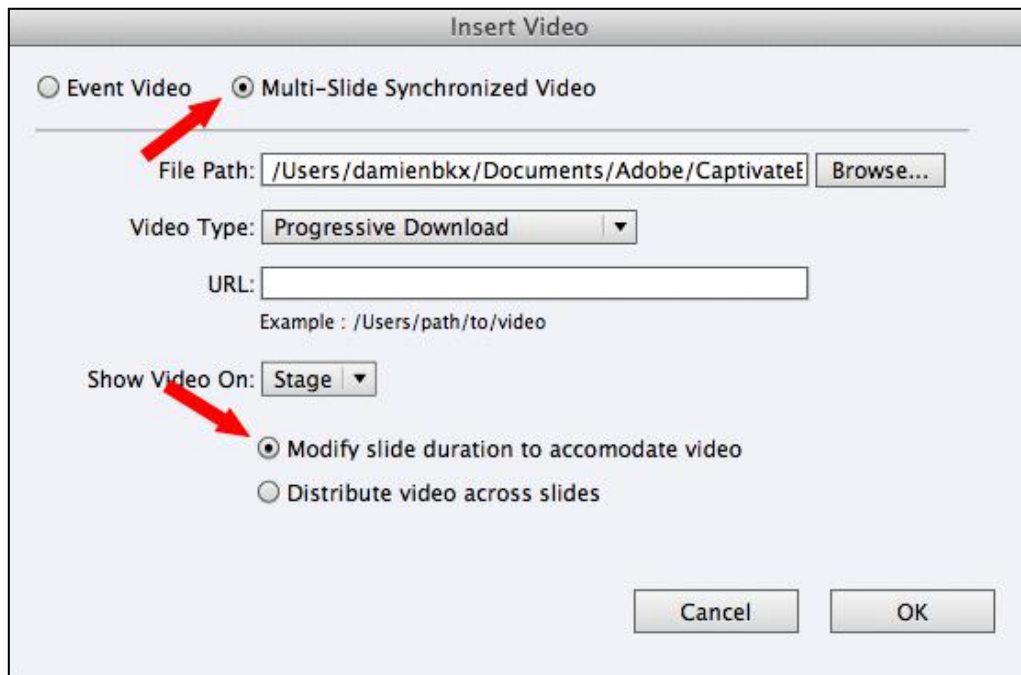 Insert Video
Event Video Multi-Slide Synchronized Video
File Path: /Users/damienbkx/Documents/Adobe/CaptivateE Browse...
Video Type: Progressive Download
URL:
Example : /Users/path/to/video
Show Video On: Stage
Modify slide duration to accomodate video
Distribute video across slides
Cancel OK